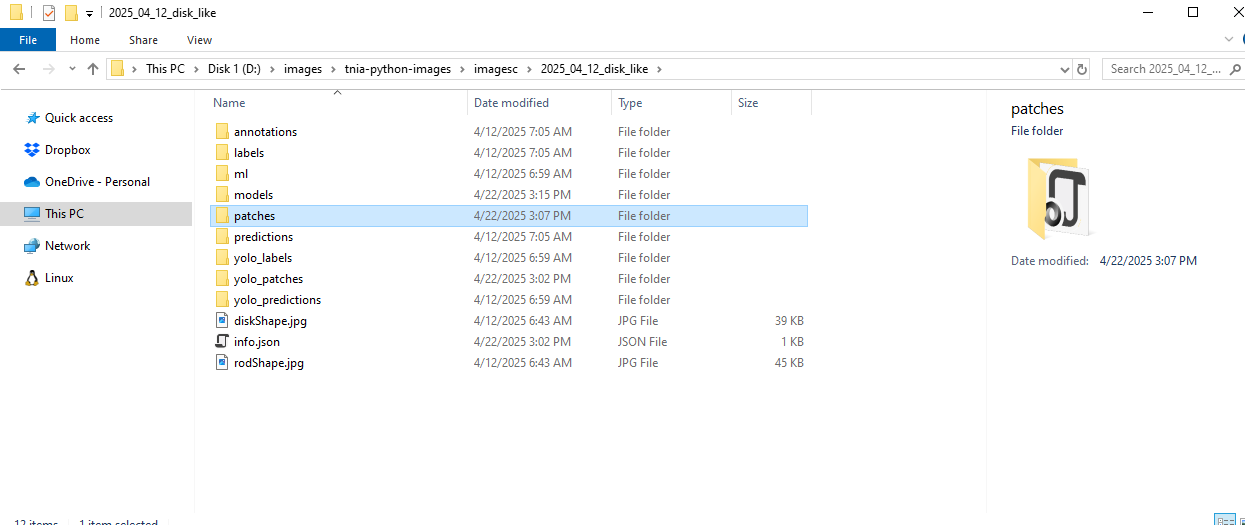 2025_04_12_disk_like
File Home Share View
This PC Disk 1 (D:) images tnia-python-images imagesc 2025_04_12_disk_like Search 2025_04_12_...
Quick access
Dropbox
OneDrive - Personal
This PC
Network
Linux
Name Date modified Type Size
annotations 4/12/2025 7:05 AM File folder
labels 4/12/2025 7:05 AM File folder
ml 4/12/2025 6:59 AM File folder
models 4/22/2025 3:15 PM File folder
patches 4/22/2025 3:07 PM File folder
predictions 4/12/2025 7:05 AM File folder
yolo_labels 4/12/2025 6:59 AM File folder
yolo_patches 4/22/2025 3:02 PM File folder
yolo_predictions 4/12/2025 6:59 AM File folder
diskShape.jpg 4/12/2025 6:43 AM JPG File 39 KB
info.json 4/22/2025 3:02 PM JSON File 1 KB
rodShape.jpg 4/12/2025 6:43 AM JPG File 45 KB
patches
File folder
Date modified: 4/22/2025 3:07 PM
12 items 1 item selected